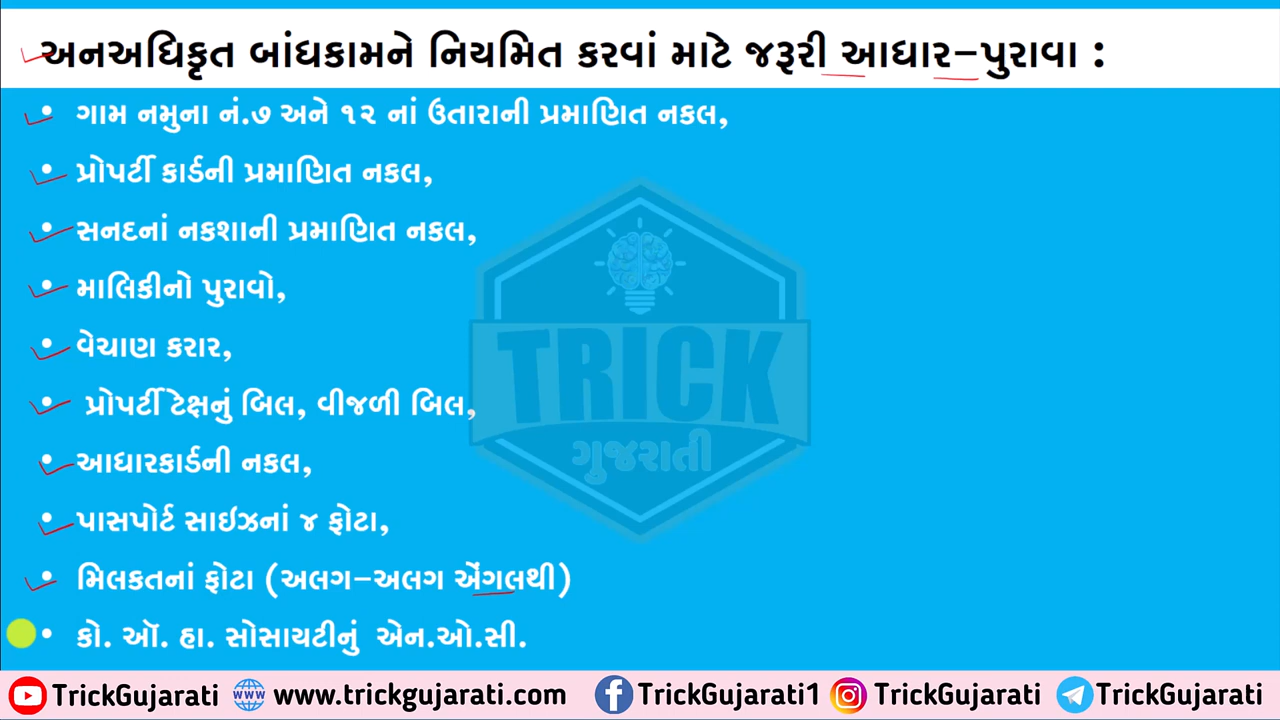 અનઅધિકૃત બાંધકામને નિયમિત કરવાં માટે જરૂરી આધાર-પુરાવા :
• ગામ નમુના નં.૭ અને ૧૨ નાં ઉતારાની પ્રમાણિત નકલ,
• પ્રોપર્ટી કાર્ડની પ્રમાણિત નકલ,
• સનદનાં નકશાની પ્રમાણિત નકલ,
• માલિકીનો પુરાવો,
• વેચાણ કરાર,
• પ્રોપર્ટી ટેક્ષનું બિલ, વીજળી બિલ,
• આધારકાર્ડની નકલ,
• પાસપોર્ટ સાઇઝનાં ૪ ફોટા,
• મિલકતનાં ફોટા (અલગ-અલગ ઍંગલથી)
• કો. ઑ. હા. સોસાયટીનું એન.ઓ.સી.
TRICK
ગુજરાતી
TrickGujarati www.trickgujarati.com TrickGujarati1 TrickGujarati TrickGujarati